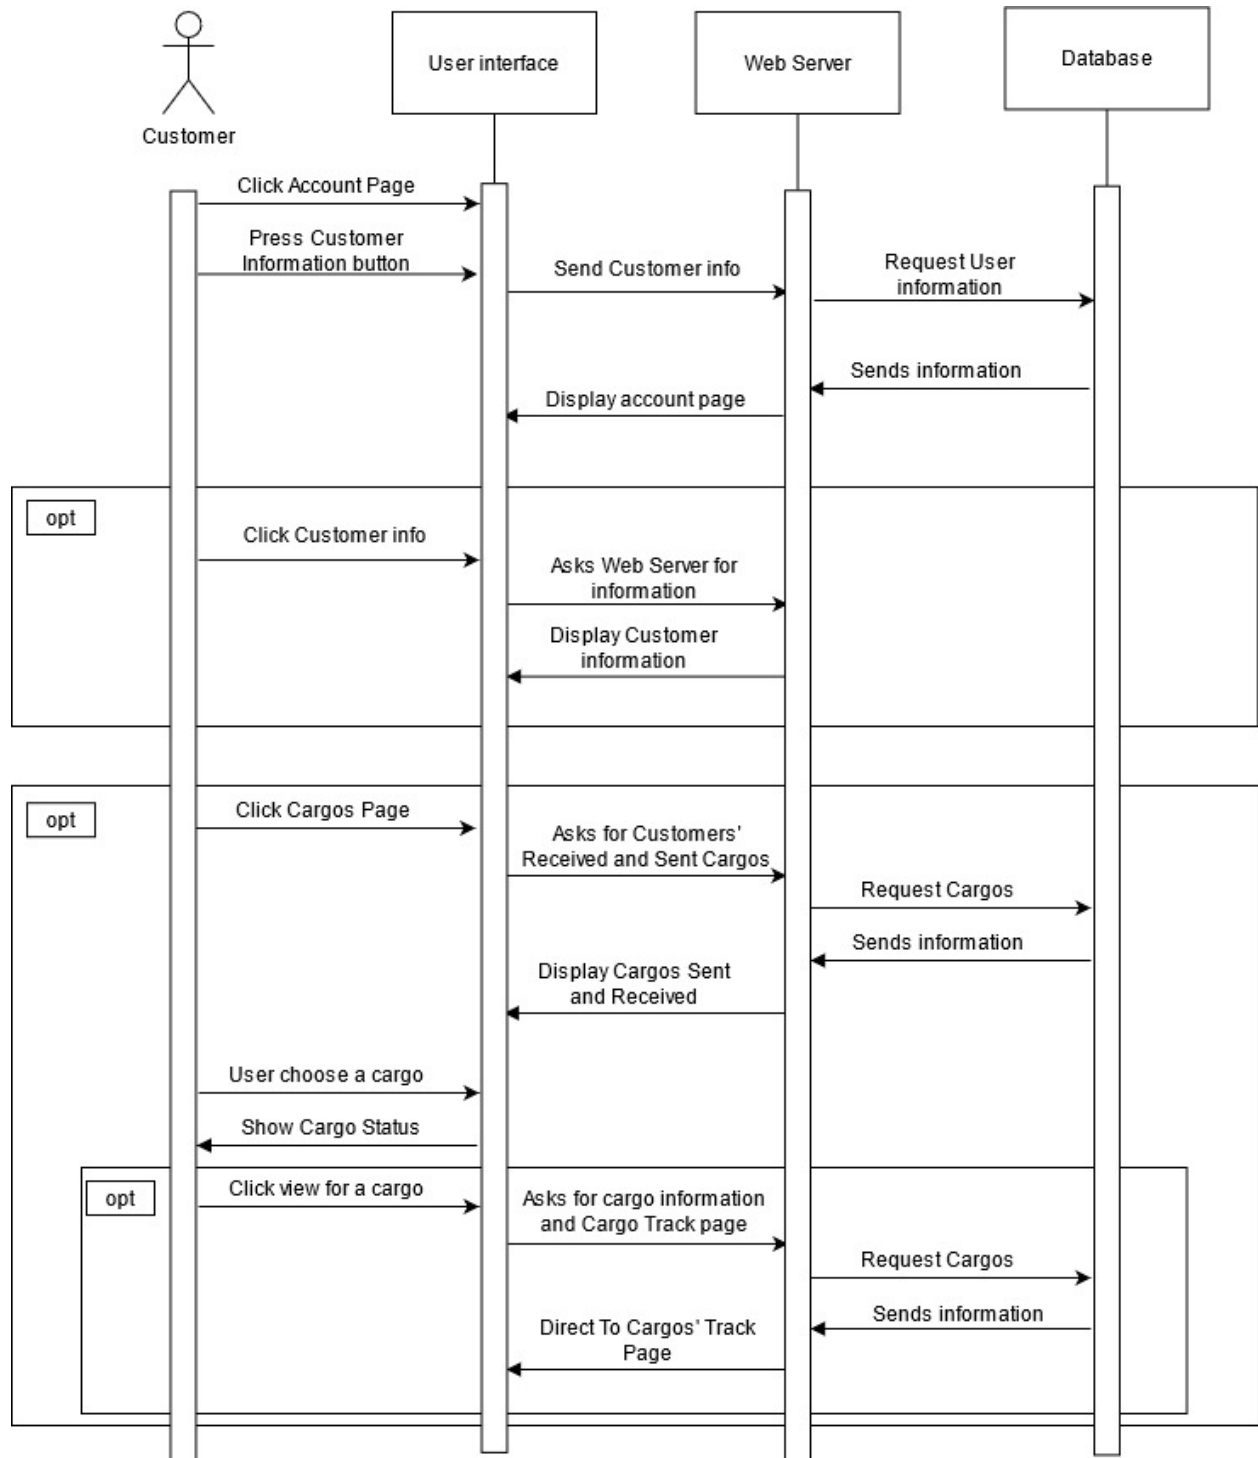 User interface
Web Server
Database
Customer
Click Account Page
Press Customer
Information button
Send Customer info
Request User
information
Sends information
Display account page
opt
Click Customer info
Asks Web Server for
information
Display Customer
information
opt
Click Cargos Page
Asks for Customers'
Received and Sent Cargos
Request Cargos
Sends information
Display Cargos Sent
and Received
User choose a cargo
Show Cargo Status
opt
Click view for a cargo
Asks for cargo information
and Cargo Track page
Request Cargos
Sends information
Direct To Cargos' Track
Page